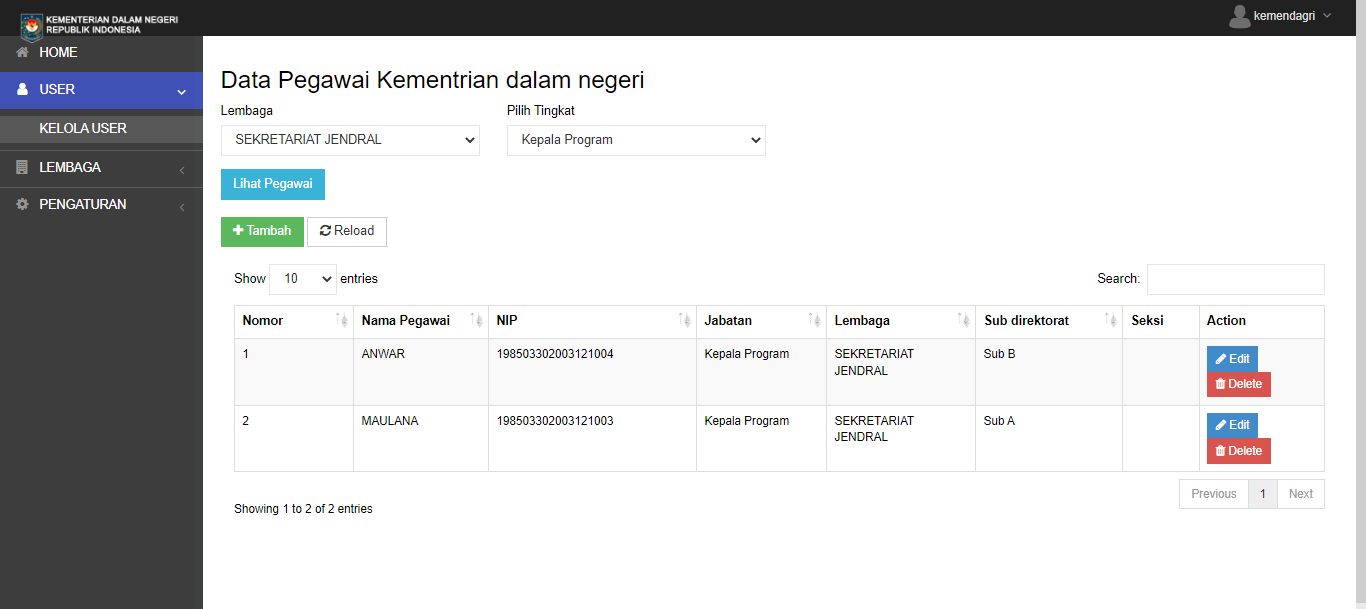 KEMENTERIAN DALAM NEGERI
REPUBLIK INDONESIA
kemendagri
HOME
USER
KELOLA USER
LEMBAGA
PENGATURAN
Data Pegawai Kementrian dalam negeri
Lembaga Pilih Tingkat
SEKRETARIAT JENDRAL Kepala Program
Lihat Pegawai
Tambah Reload
Show 10 entries Search:
Nomor Nama Pegawai NIP Jabatan Lembaga Sub direktorat Seksi Action
1 ANWAR 198503302003121004 Kepala Program SEKRETARIAT JENDRAL Sub B Edit
Delete
2 MAULANA 198503302003121003 Kepala Program SEKRETARIAT JENDRAL Sub A Edit
Delete
Showing 1 to 2 of 2 entries
Previous 1 Next